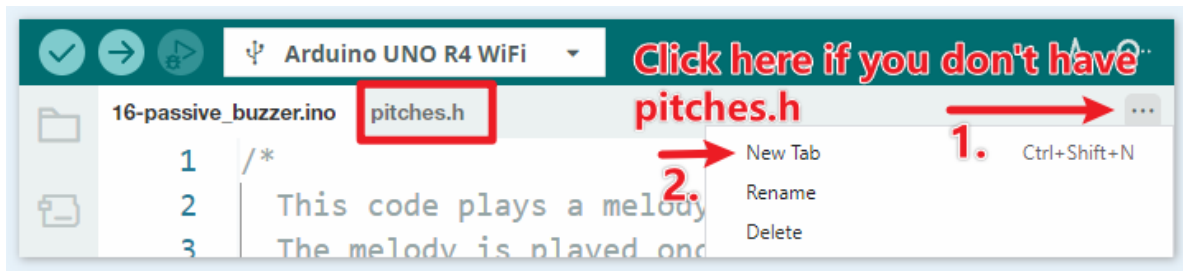 Arduino UNO R4 WiFi
Click here if you don't have
pitches.h
16-passive_buzzer.ino pitches.h
1.
New Tab Ctrl+Shift+N
2.
Rename
Delete
1 /*
2 This code plays a melody
3 The melody is played onc